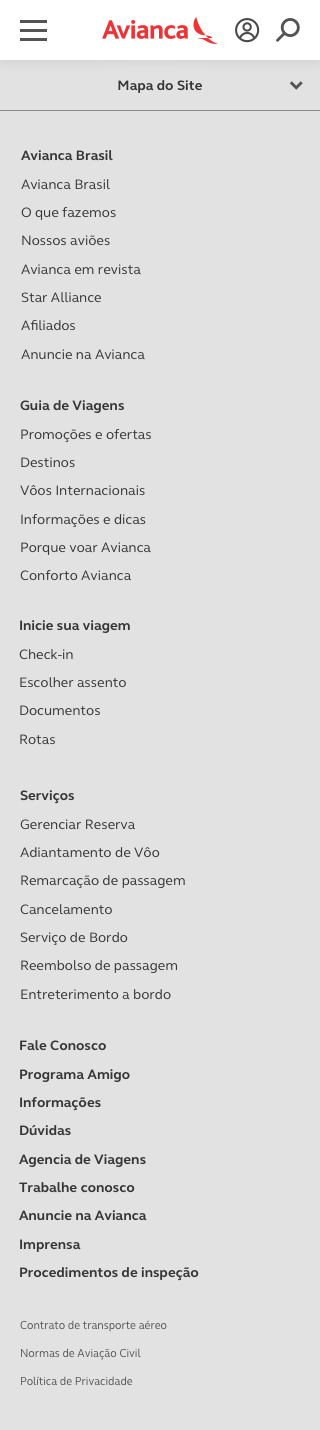 Avianca
Mapa do Site
Avianca Brasil
Avianca Brasil
O que fazemos
Nossos aviões
Avianca em revista
Star Alliance
Afiliados
Anuncie na Avianca
Guia de Viagens
Promoções e ofertas
Destinos
Vôos Internacionais
Informações e dicas
Porque voar Avianca
Conforto Avianca
Inicie sua viagem
Check-in
Escolher assento
Documentos
Rotas
Serviços
Gerenciar Reserva
Adiantamento de Vôo
Remarcação de passagem
Cancelamento
Serviço de Bordo
Reembolso de passagem
Entreterimento a bordo
Fale Conosco
Programa Amigo
Informações
Dúvidas
Agencia de Viagens
Trabalhe conosco
Anuncie na Avianca
Imprensa
Procedimentos de inspeção
Contrato de transporte aéreo
Normas de Aviação Civil
Política de Privacidade